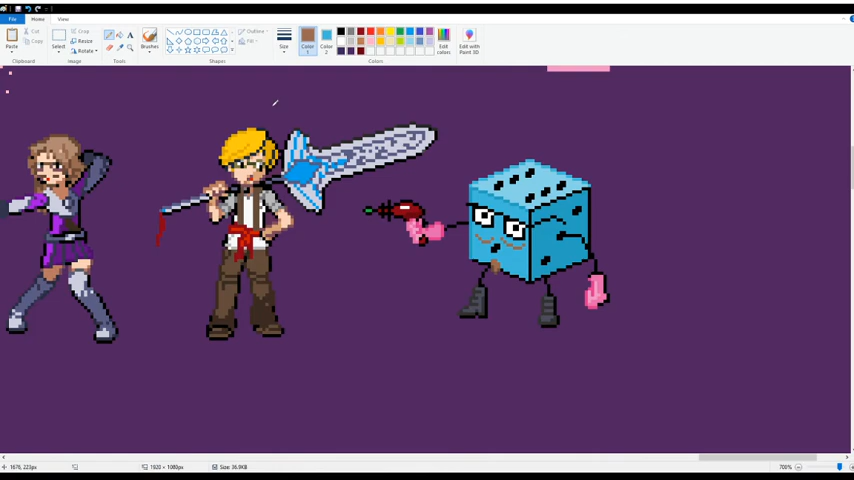 File Home View
Paste Cut Copy
Select Crop Resize Rotate
Brushes
Outline Fill
Size
Color 1 Color 2
Edit colors
Edit with Paint 3D
Clipboard Image Tools Shapes Colors
1676, 223px 1920 × 1080px Size: 36.9KB 700%